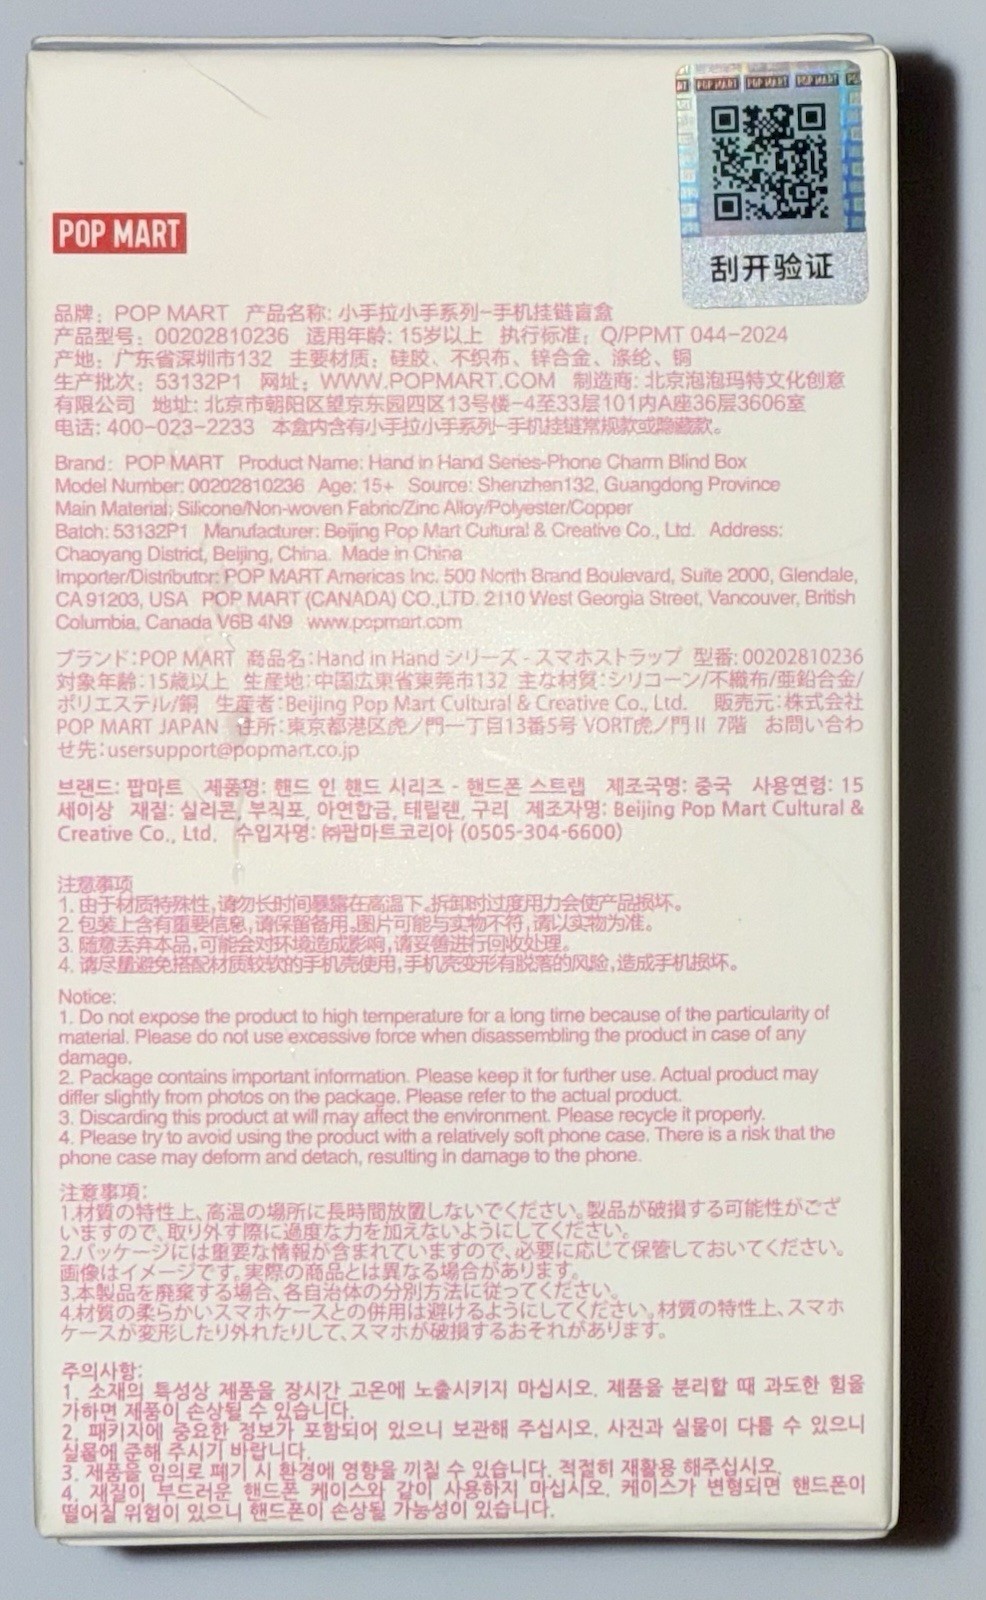 POP MART POP MART POP MART
刮开验证
POP MART
品牌：POP MART 产品名称: 小手拉小手系列-手机挂链盲盒
产品型号：00202810236 适用年龄: 15岁以上 执行标准：Q/PPMT 044-2024
产地：广东省深圳市132 主要材质：硅胶、不织布、锌合金、涤纶、铜
生产批次：53132P1 网址：WWW.POPMART.COM 制造商: 北京泡泡玛特文化创意
有限公司 地址: 北京市朝阳区望京东园四区13号楼-4至33层101内A座36层3606室
电话: 400-023-2233 本盒内含有小手拉小手系列-手机挂链常规款或隐藏款。
Brand: POP MART Product Name: Hand in Hand Series-Phone Charm Blind Box
Model Number: 00202810236 Age: 15+ Source: Shenzhen132, Guangdong Province
Main Material: Silicone/Non-woven Fabric/Zinc Alloy/Polyester/Copper
Batch: 53132P1 Manufacturer: Beijing Pop Mart Cultural & Creative Co., Ltd. Address:
Chaoyang District, Beijing, China. Made in China
Importer/Distributor: POP MART Americas Inc. 500 North Brand Boulevard, Suite 2000, Glendale,
CA 91203, USA POP MART (CANADA) CO.,LTD. 2110 West Georgia Street, Vancouver, British
Columbia, Canada V6B 4N9 www.popmart.com
ブランド：POP MART 商品名：Hand in Hand シリーズ - スマホストラップ 型番: 00202810236
対象年齢：15歳以上 生産地：中国広東省東莞市132 主な材質：シリコーン/不織布/亜鉛合金/
ポリエステル/銅 生産者：Beijing Pop Mart Cultural & Creative Co., Ltd. 販売元：株式会社
POP MART JAPAN 住所：東京都港区虎ノ門一丁目13番5号 VORT虎ノ門Ⅱ 7階 お問い合わ
せ先：usersupport@popmart.co.jp
브랜드: 팝마트 제품명: 핸드 인 핸드 시리즈 - 핸드폰 스트랩 제조국명: 중국 사용연령: 15
세이상 재질: 실리콘, 부직포, 아연합금, 테릴렌, 구리 제조자명: Beijing Pop Mart Cultural &
Creative Co., Ltd. 수입자명: ㈜팝마트코리아 (0505-304-6600)
注意事项
1. 由于材质特殊性,请勿长时间暴露在高温下。拆卸时过度用力会使产品损坏。
2. 包装上含有重要信息,请保留备用。图片可能与实物不符,请以实物为准。
3. 随意丢弃本品,可能会对环境造成影响,请妥善进行回收处理。
4. 请尽量避免搭配材质较软的手机壳使用,手机壳变形有脱落的风险,造成手机损坏。
Notice:
1. Do not expose the product to high temperature for a long time because of the particularity of
material. Please do not use excessive force when disassembling the product in case of any
damage.
2. Package contains important information. Please keep it for further use. Actual product may
differ slightly from photos on the package. Please refer to the actual product.
3. Discarding this product at will may affect the environment. Please recycle it properly.
4. Please try to avoid using the product with a relatively soft phone case. There is a risk that the
phone case may deform and detach, resulting in damage to the phone.
注意事項:
1.材質の特性上、高温の場所に長時間放置しないでください。製品が破損する可能性がござ
いますので、取り外す際に過度な力を加えないようにしてください。
2.パッケージには重要な情報が含まれていますので、必要に応じて保管しておいてください。
画像はイメージです。実際の商品とは異なる場合があります。
3.本製品を廃棄する場合、各自治体の分別方法に従ってください。
4.材質の柔らかいスマホケースとの併用は避けるようにしてください。材質の特性上、スマホ
ケースが変形したり外れたりして、スマホが破損するおそれがあります。
주의사항:
1. 소재의 특성상 제품을 장시간 고온에 노출시키지 마십시오. 제품을 분리할 때 과도한 힘을
가하면 제품이 손상될 수 있습니다.
2. 패키지에 중요한 정보가 포함되어 있으니 보관해 주십시오. 사진과 실물이 다를 수 있으니
실물에 준해 주시기 바랍니다.
3. 제품을 임의로 폐기 시 환경에 영향을 끼칠 수 있습니다. 적절히 재활용 해주십시오.
4. 재질이 부드러운 핸드폰 케이스와 같이 사용하지 마십시오. 케이스가 변형되면 핸드폰이
떨어질 위험이 있으니 핸드폰이 손상될 가능성이 있습니다.